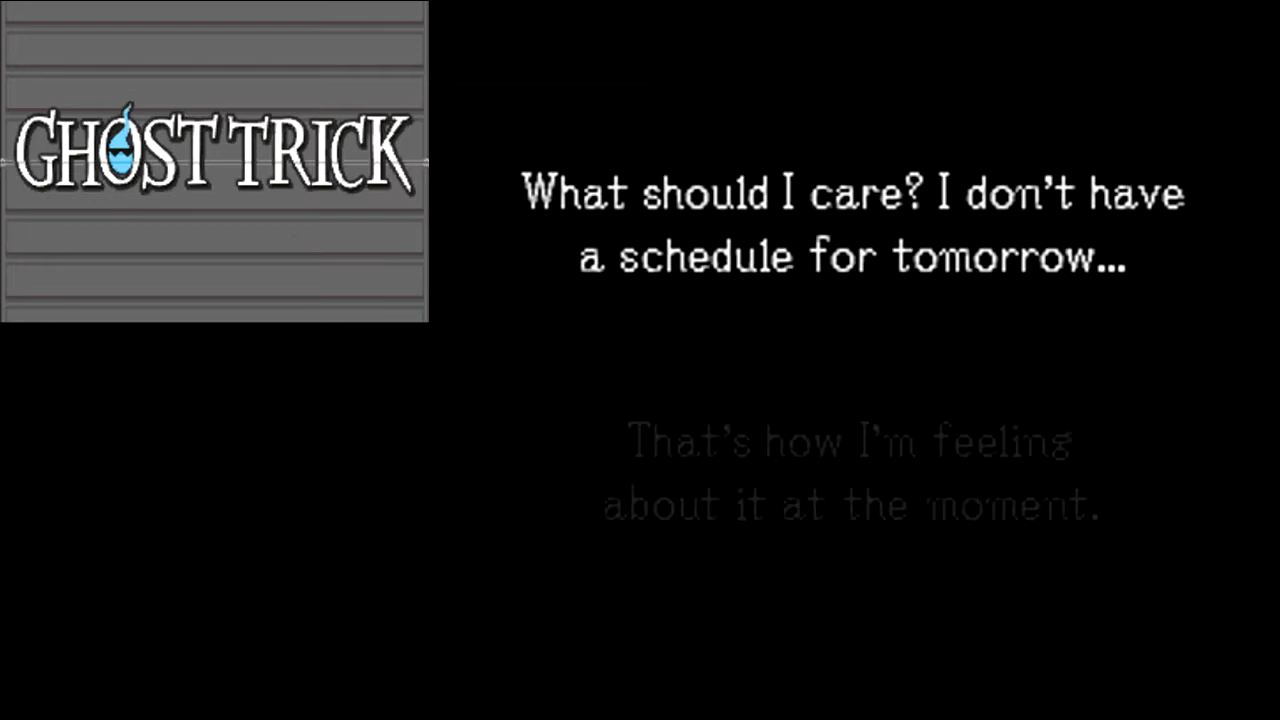 GHOST TRICK
What should I care? I don't have
a schedule for tomorrow...
That's how I'm feeling
about it at the moment.